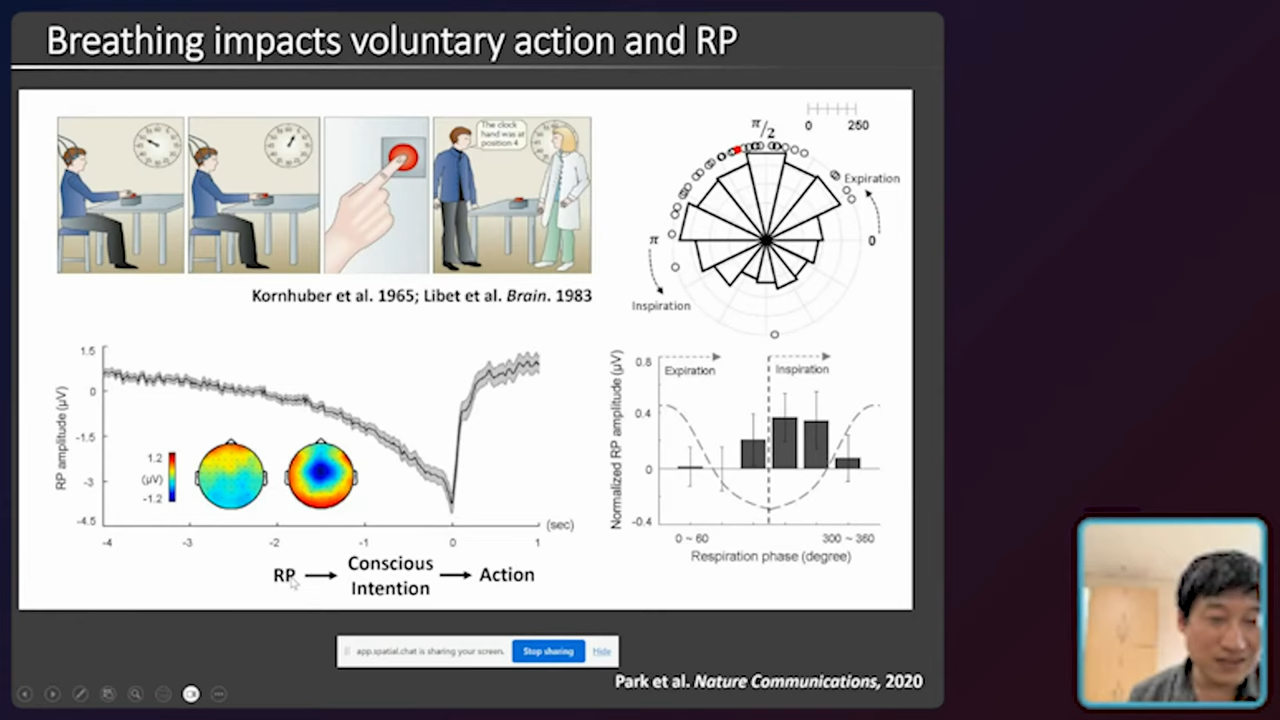 Breathing impacts voluntary action and RP
The clock
hand was at
position 4
Kornhuber et al. 1965; Libet et al. Brain. 1983
0 250
π/2
Expiration
π
0
Inspiration
1.5
0
-1.5
-3
-4.5
RP amplitude (μV)
1.2
(μV)
-1.2
-4 -3 -2 -1 0 1
(sec)
RP → Conscious Intention → Action
0.8
0.4
0
-0.4
Normalized RP amplitude (μV)
Expiration
Inspiration
0 ~ 60
300 ~ 360
Respiration phase (degree)
app.spatial.chat is sharing your screen.
Stop sharing
Hide
Park et al. Nature Communications, 2020